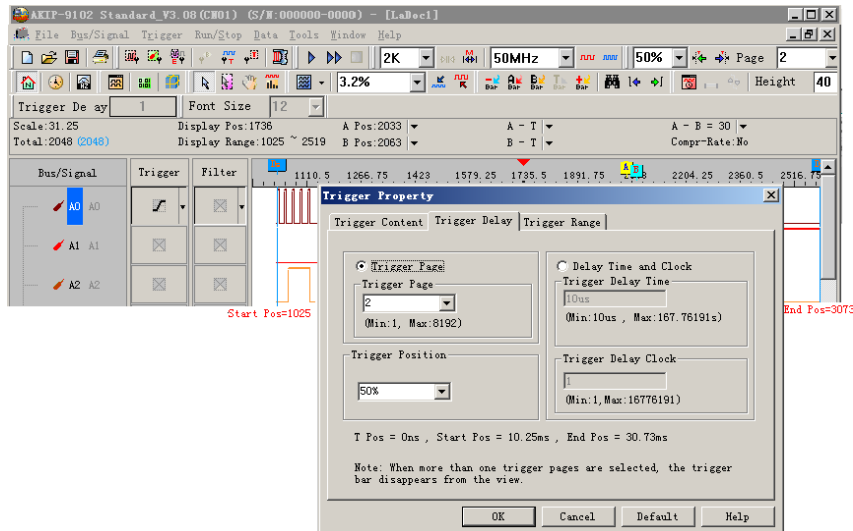 AKIP-9102 Standard_V3.08(CN01) (S/N:000000-0000) - [LaDoc1]
File Bus/Signal Trigger Run/Stop Data Tools Window Help
2K 50MHz 50% Page 2
3.2% Bar Bar Bar Bar Bar Height 40
Trigger De ay 1 Font Size 12
Scale:31.25 Display Pos:1736 A Pos:2033 A - T A - B = 30
Total:2048 (2048) Display Range:1025 ~ 2519 B Pos:2063 B - T Compr-Rate:No
Bus/Signal Trigger Filter 1110.5 1266.75 1423 1579.25 1735.5 1891.75 2204.25 2360.5 2516.75
A B
A0 A0
A1 A1
A2 A2
Start Pos=1025 End Pos=3073
Trigger Property
Trigger Content Trigger Delay Trigger Range
Trigger Page
Trigger Page
2
(Min:1, Max:8192)
Trigger Position
50%
Delay Time and Clock
Trigger Delay Time
10us
(Min:10us , Max:167.76191s)
Trigger Delay Clock
1
(Min:1,Max:16776191)
T Pos = 0ns , Start Pos = 10.25ms , End Pos = 30.73ms
Note: When more than one trigger pages are selected, the trigger
bar disappears from the view.
OK Cancel Default Help